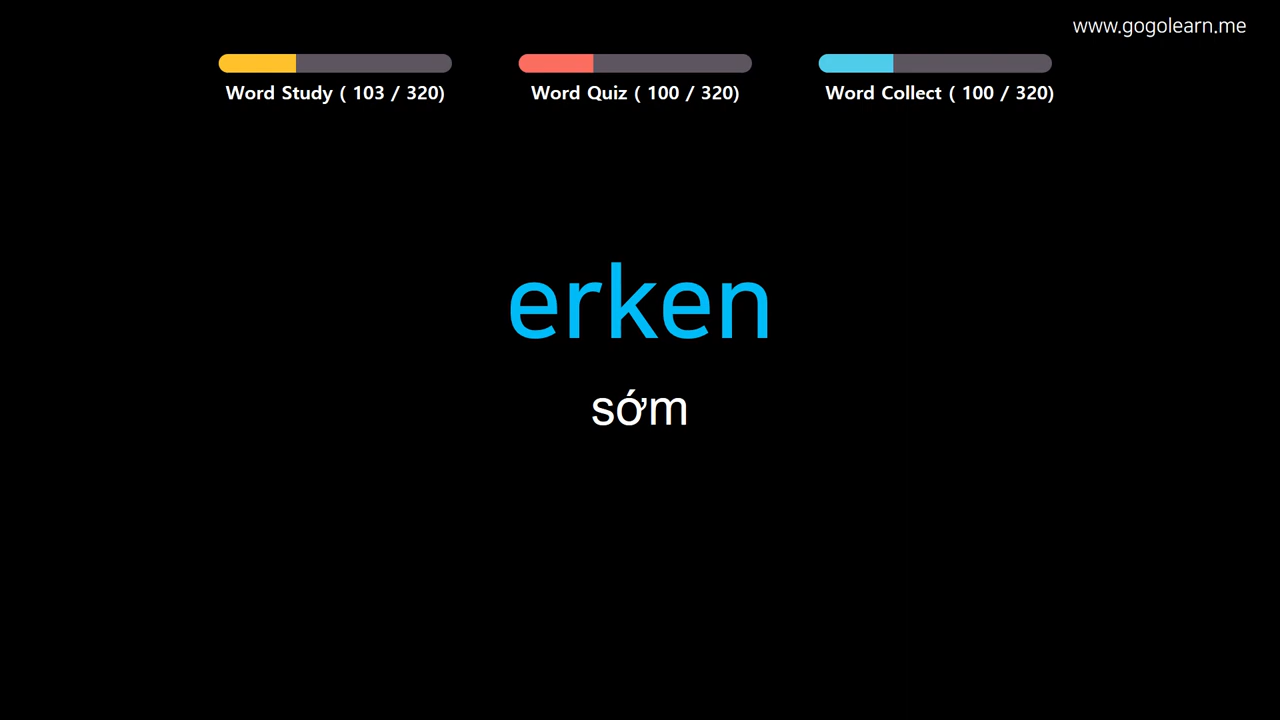 www.gogolearn.me
Word Study ( 103 / 320)
Word Quiz ( 100 / 320)
Word Collect ( 100 / 320)
erken
sớm